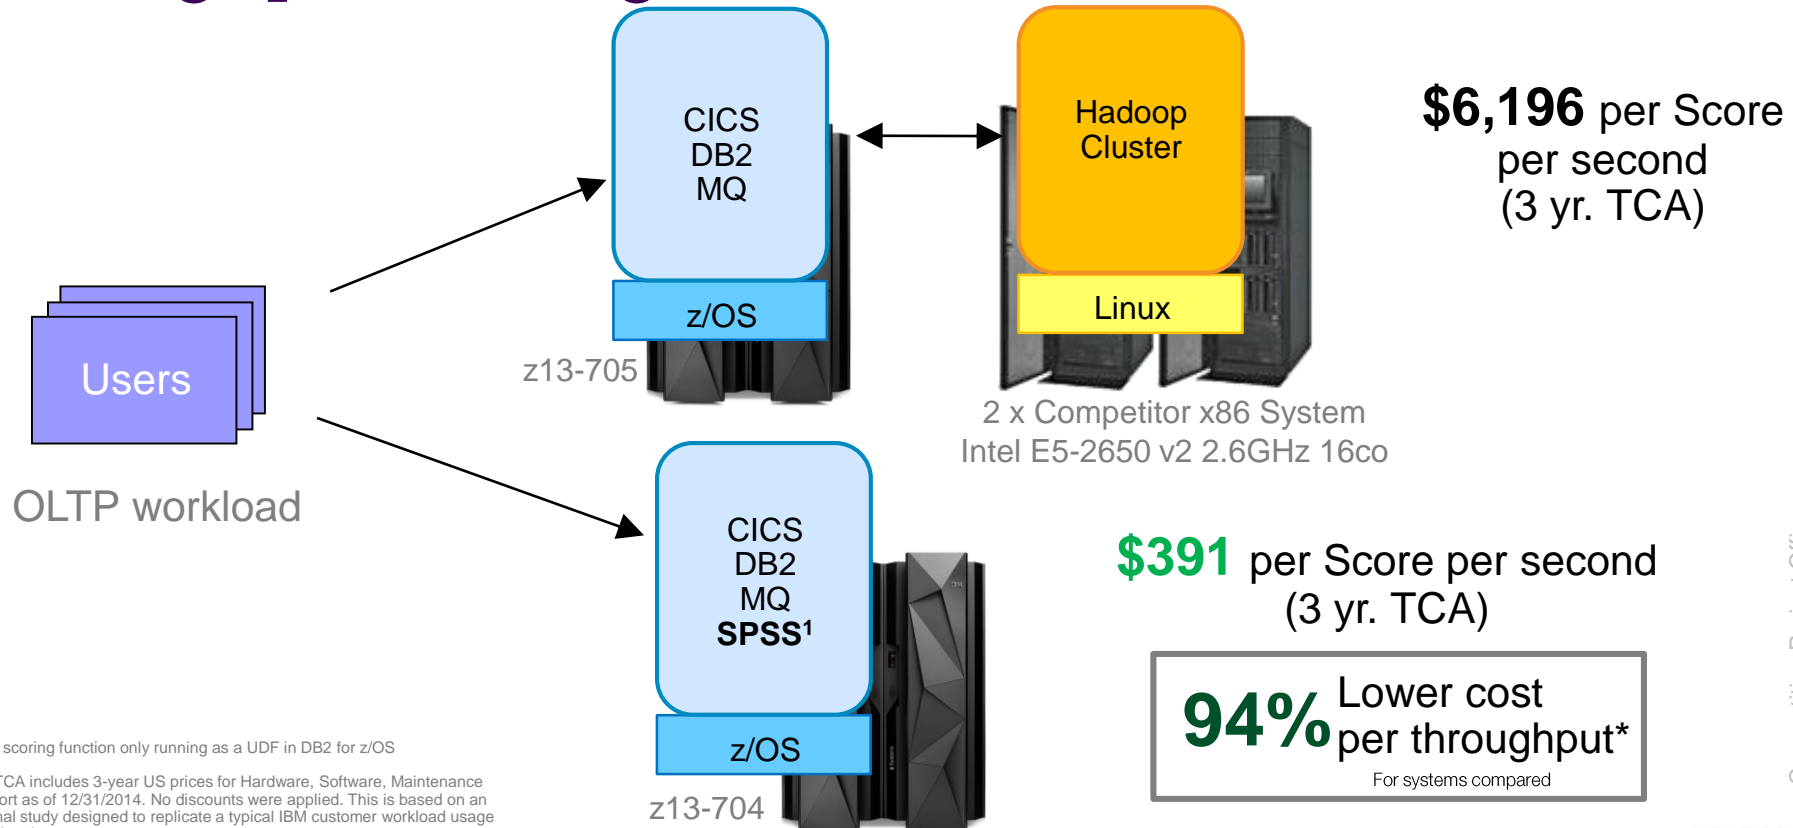 CICS
DB2
MQ
z/OS
z13-705
Hadoop
Cluster
Linux
2 x Competitor x86 System
Intel E5-2650 v2 2.6GHz 16co
$6,196 per Score
per second
(3 yr. TCA)
Users
OLTP workload
CICS
DB2
MQ
SPSS¹
z/OS
z13-704
$391 per Score per second
(3 yr. TCA)
94% Lower cost
per throughput*
For systems compared
scoring function only running as a UDF in DB2 for z/OS
TCA includes 3-year US prices for Hardware, Software, Maintenance
ort as of 12/31/2014. No discounts were applied. This is based on an
nal study designed to replicate a typical IBM customer workload usage